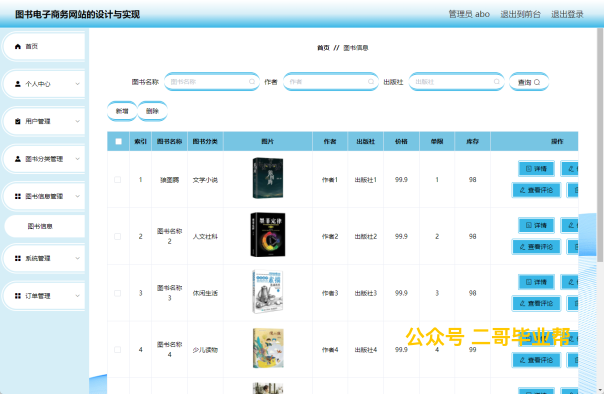 图书电子商务网站的设计与实现 管理员 abo 退出到前台 退出登录
首页
个人中心
用户管理
图书分类管理
图书信息管理
图书信息
系统管理
订单管理
首页 // 图书信息
图书名称 图书名称 作者 作者 出版社 出版社 查询
新增 删除
索引 图书名称 图书分类 图片 作者 出版社 价格 单限 库存 操作
1 狼图腾 文学小说 作者1 出版社1 99.9 1 98 详情
查看评论
2 图书名称2 人文社科 墨菲定律 作者2 出版社2 99.9 2 98 详情
查看评论
3 图书名称3 休闲生活 作者3 出版社3 99.9 3 98 详情
查看评论
4 图书名称4 少儿读物 作者4 出版社4 99.9 4 99
查看评论
公众号 二哥毕业帮